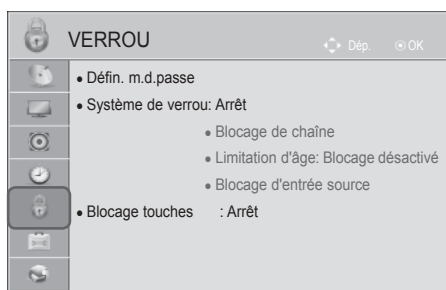 VERROU Dép. OK
• Défin. m.d.passe
• Système de verrou: Arrêt
• Blocage de chaîne
• Limitation d'âge: Blocage désactivé
• Blocage d'entrée source
• Blocage touches : Arrêt